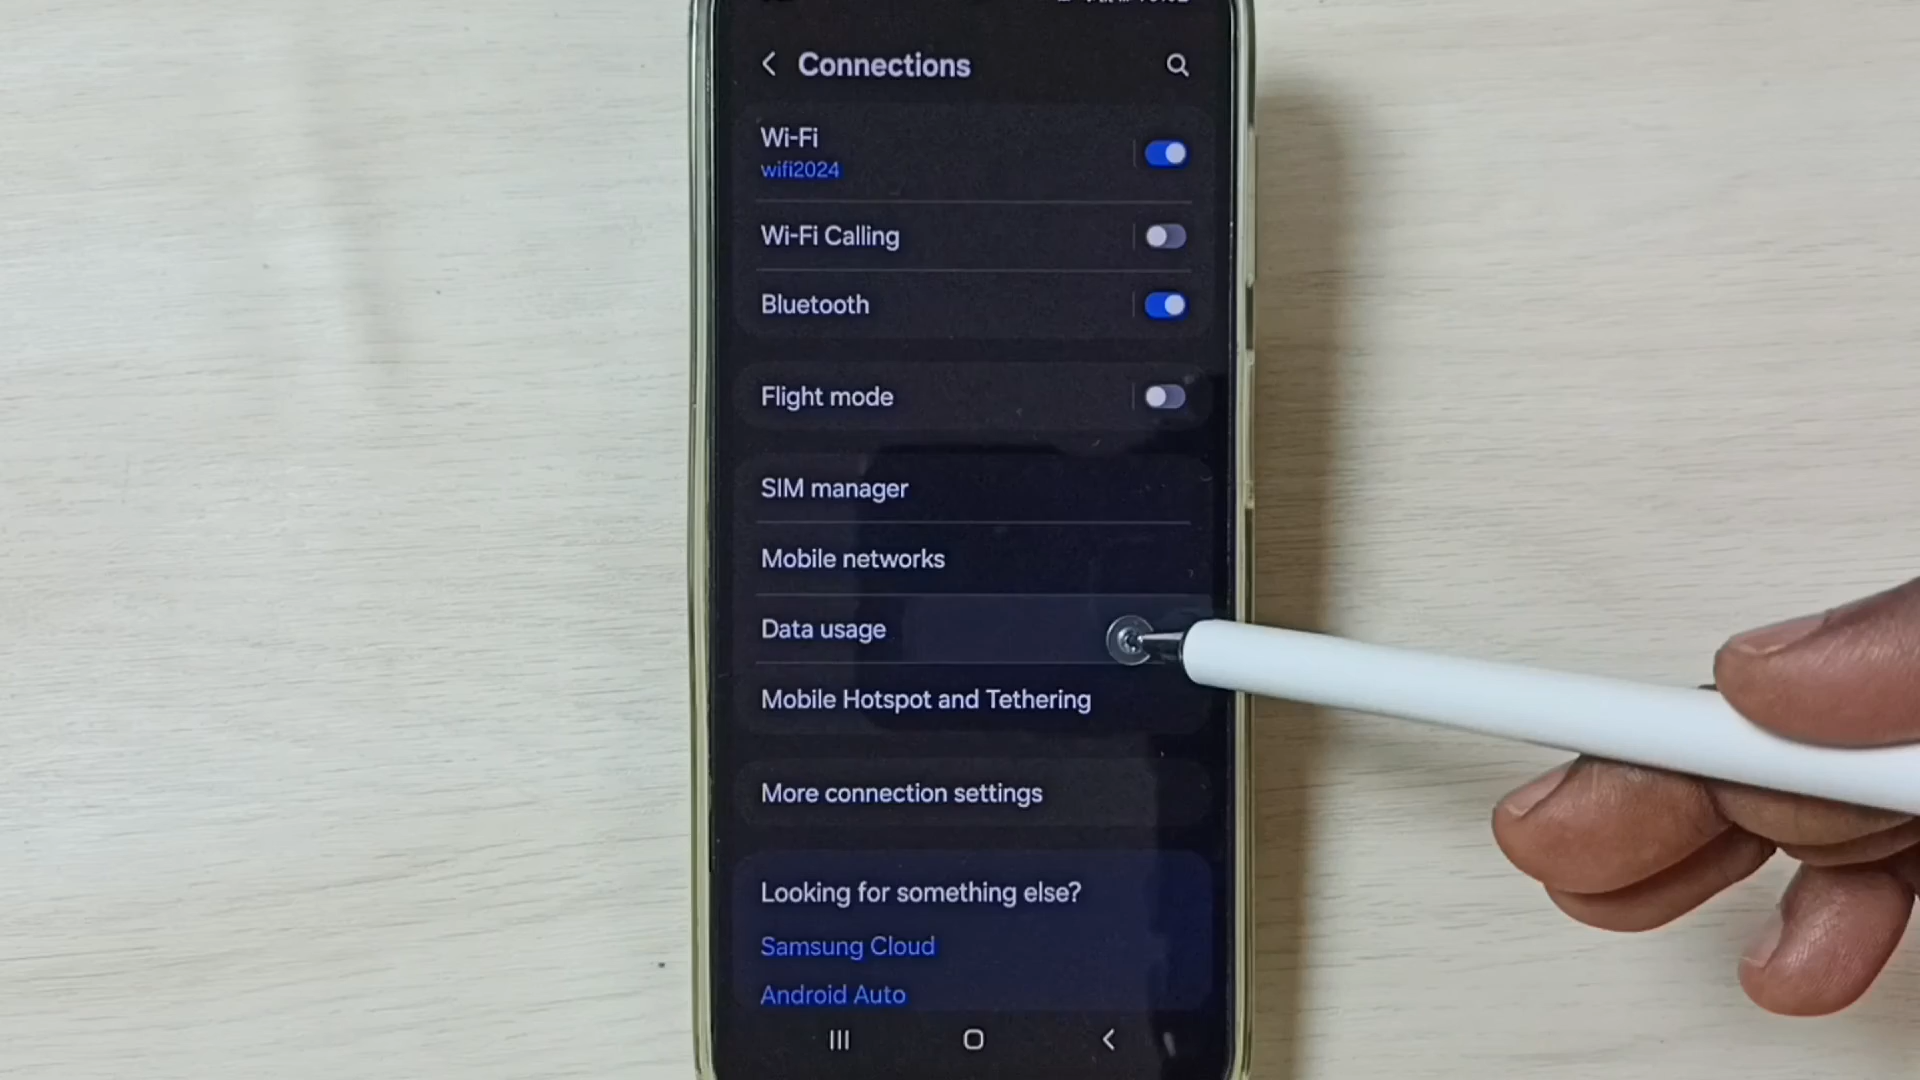 Connections
Wi-Fi
wifi2024
Wi-Fi Calling
Bluetooth
Flight mode
SIM manager
Mobile networks
Data usage
Mobile Hotspot and Tethering
More connection settings
Looking for something else?
Samsung Cloud
Android Auto